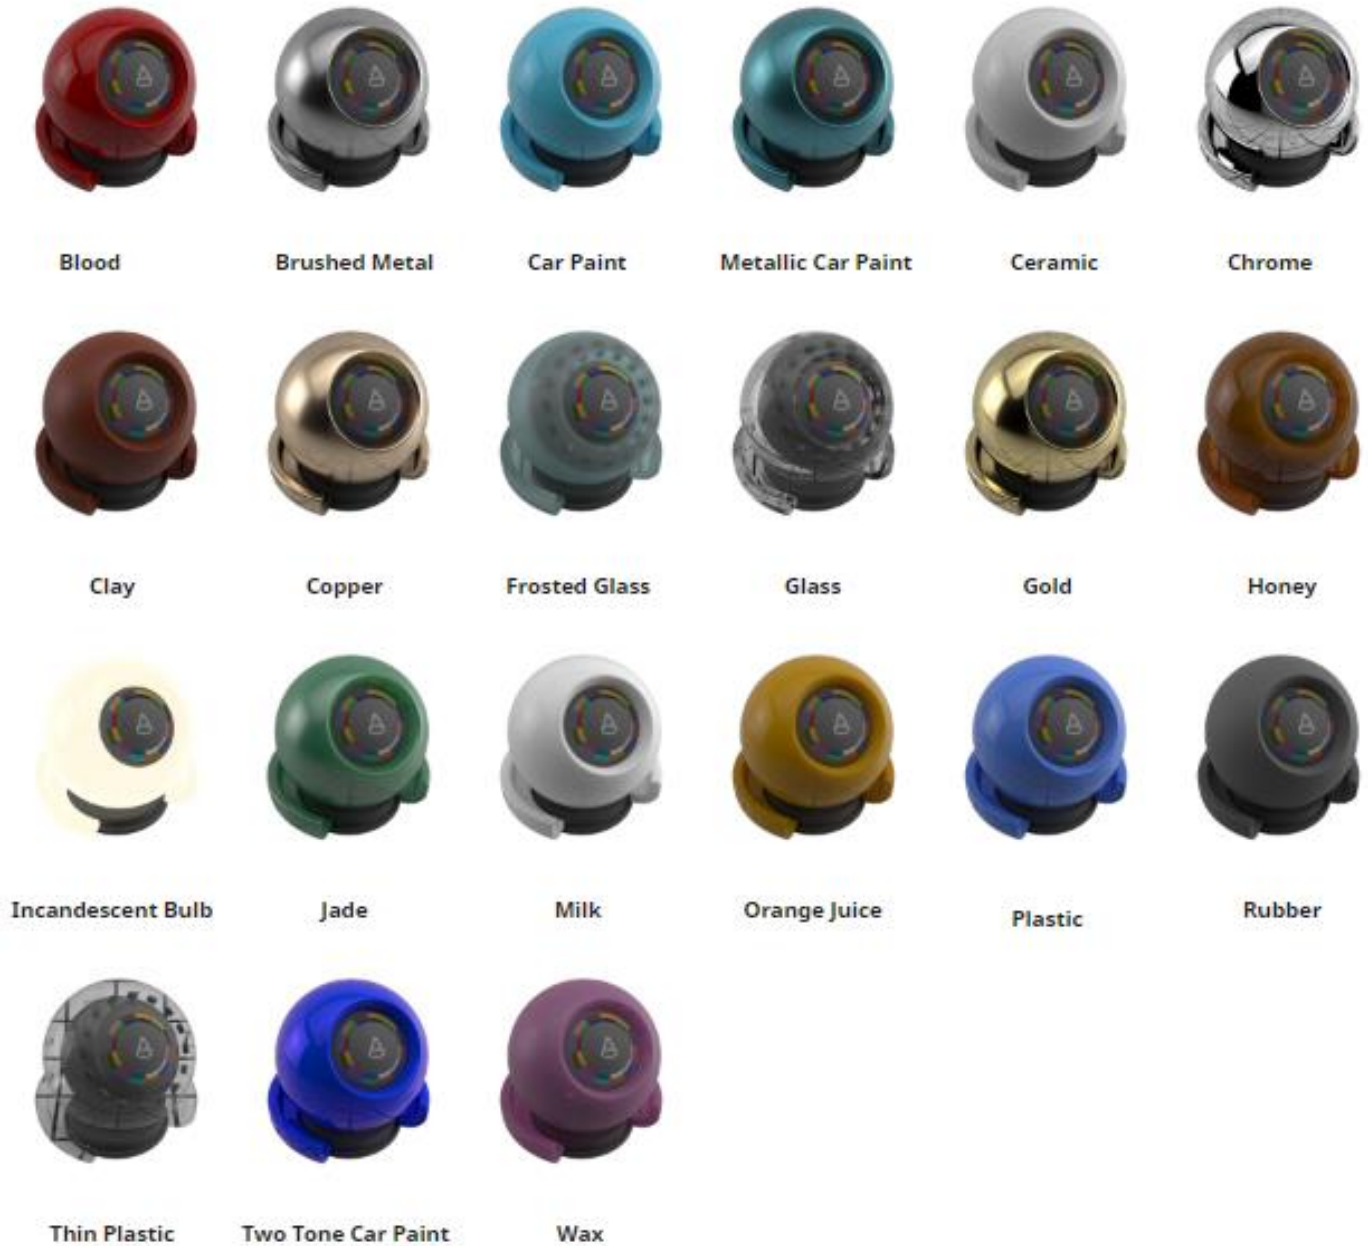 Blood
Brushed Metal
Car Paint
Metallic Car Paint
Ceramic
Chrome
Clay
Copper
Frosted Glass
Glass
Gold
Honey
Incandescent Bulb
Jade
Milk
Orange Juice
Plastic
Rubber
Thin Plastic
Two Tone Car Paint
Wax